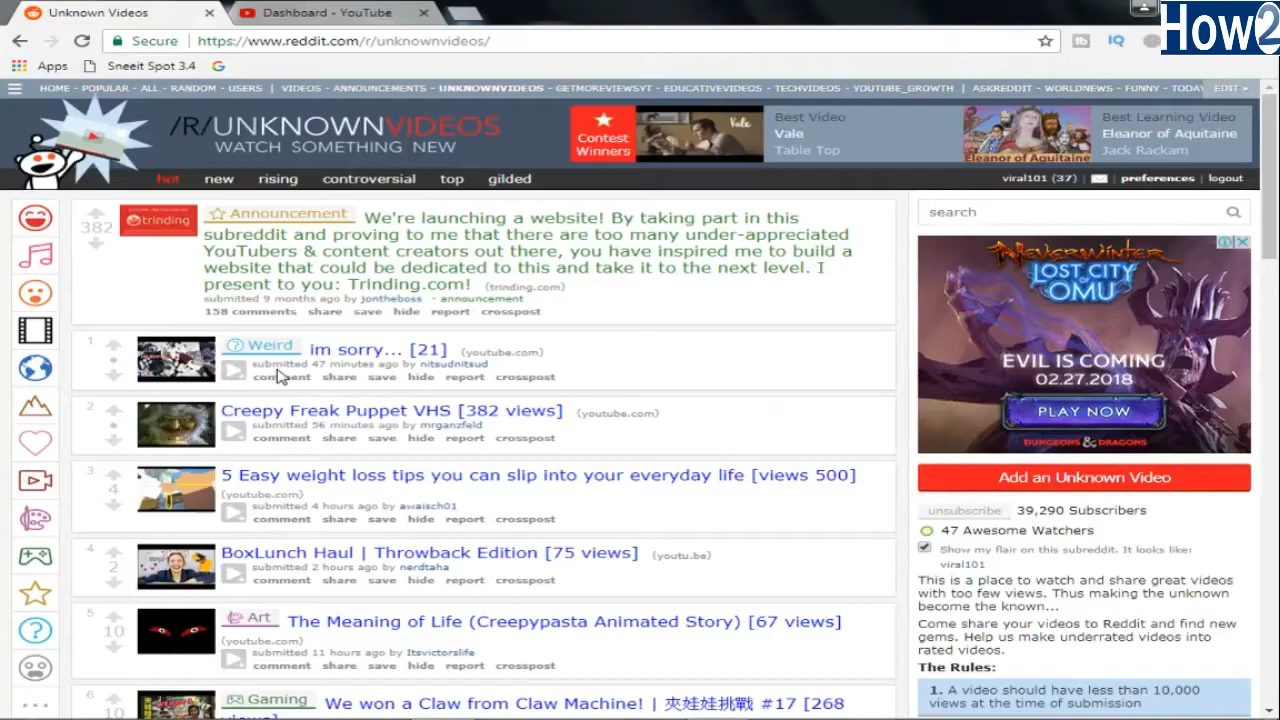 Unknown Videos
Dashboard - YouTube
How2
Secure
https://www.reddit.com/r/unknownvideos/
Apps
Sneeit Spot 3.4
HOME - POPULAR - ALL - RANDOM - USERS | VIDEOS - ANNOUNCEMENTS - UNKNOWNVIDEOS - GETMOREVIEWSYT - EDUCATIVEVIDEOS - TECHVIDEOS - YOUTUBE_GROWTH | ASKREDDIT - WORLDNEWS - FUNNY - TODAY EDIT »
/R/UNKNOWNVIDEOS
WATCH SOMETHING NEW
Contest
Winners
Vale
Best Video
Vale
Table Top
Eleanor of Aquitaine
Best Learning Video
Eleanor of Aquitaine
Jack Rackam
hot new rising controversial top gilded
viral101 (37) | preferences | logout
382
trinding
Announcement We're launching a website! By taking part in this
subreddit and proving to me that there are too many under-appreciated
YouTubers & content creators out there, you have inspired me to build a
website that could be dedicated to this and take it to the next level. I
present to you: Trinding.com! (trinding.com)
submitted 9 months ago by jontheboss - announcement
158 comments share save hide report crosspost
1
Weird im sorry... [21] (youtube.com)
submitted 47 minutes ago by nitsudnitsud
comment share save hide report crosspost
2
Creepy Freak Puppet VHS [382 views] (youtube.com)
submitted 56 minutes ago by mrganzfeld
comment share save hide report crosspost
3
4
5 Easy weight loss tips you can slip into your everyday life [views 500]
(youtube.com)
submitted 4 hours ago by awaisch01
comment share save hide report crosspost
4
2
BoxLunch Haul | Throwback Edition [75 views] (youtu.be)
submitted 2 hours ago by nerdtaha
comment share save hide report crosspost
5
10
Art The Meaning of Life (Creepypasta Animated Story) [67 views]
(youtube.com)
submitted 11 hours ago by Itsvictorslife
comment share save hide report crosspost
6
10
Gaming We won a Claw from Claw Machine! | 夾娃娃挑戰 #17 [268
views]
search
NEVERWINTER
LOST CITY
OF
OMU
EVIL IS COMING
02.27.2018
PLAY NOW
DUNGEONS & DRAGONS
Add an Unknown Video
unsubscribe 39,290 Subscribers
47 Awesome Watchers
Show my flair on this subreddit. It looks like:
viral101
This is a place to watch and share great videos
with too few views. Thus making the unknown
become the known...
Come share your videos to Reddit and find new
gems. Help us make underrated videos into
rated videos.
The Rules:
1. A video should have less than 10,000
views at the time of submission